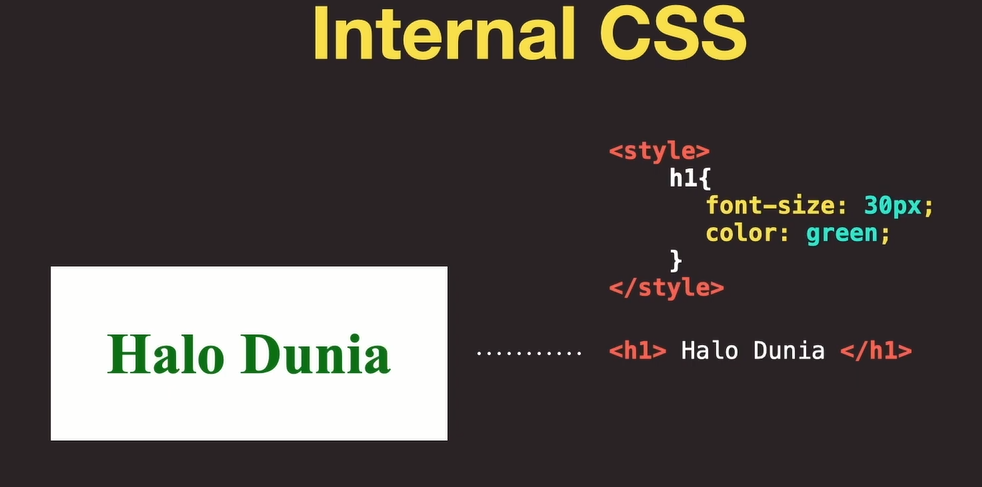 Internal CSS
<style>
h1{
font-size: 30px;
color: green;
}
</style>
Halo Dunia
<h1> Halo Dunia </h1>